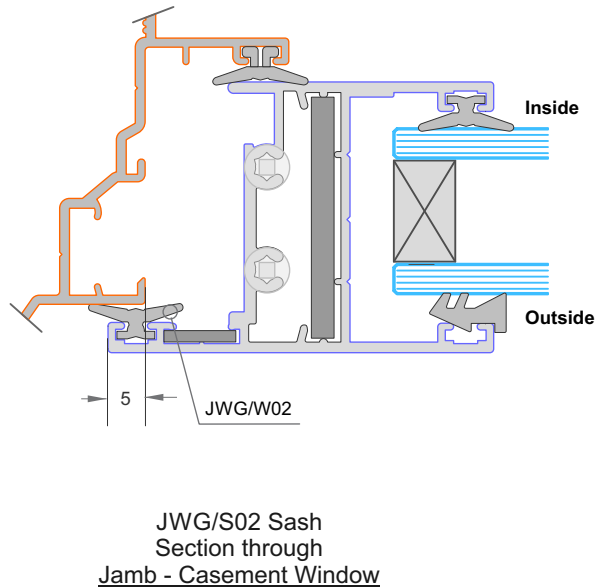 Inside
Outside
5
JWG/W02
JWG/S02 Sash
Section through
Jamb - Casement Window